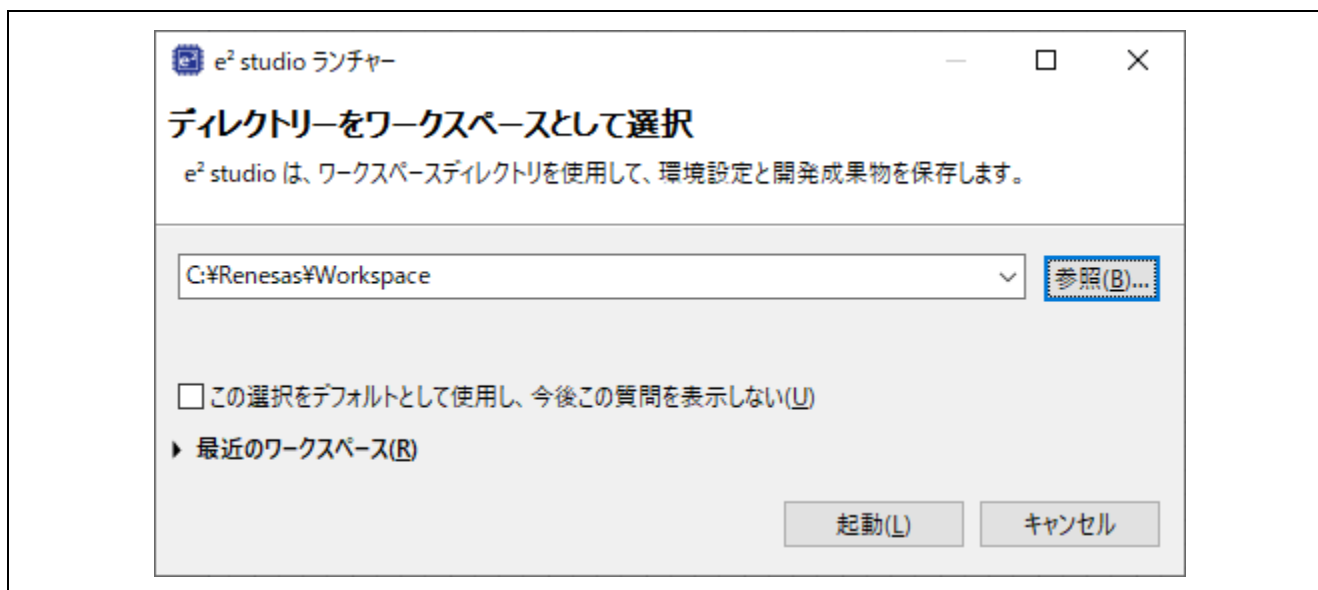 e² studio ランチャー
ディレクトリーをワークスペースとして選択
e² studio は、ワークスペースディレクトリを使用して、環境設定と開発成果物を保存します。
C:¥Renesas¥Workspace
参照(B)...
この選択をデフォルトとして使用し、今後この質問を表示しない(U)
最近のワークスペース(R)
起動(L) キャンセル